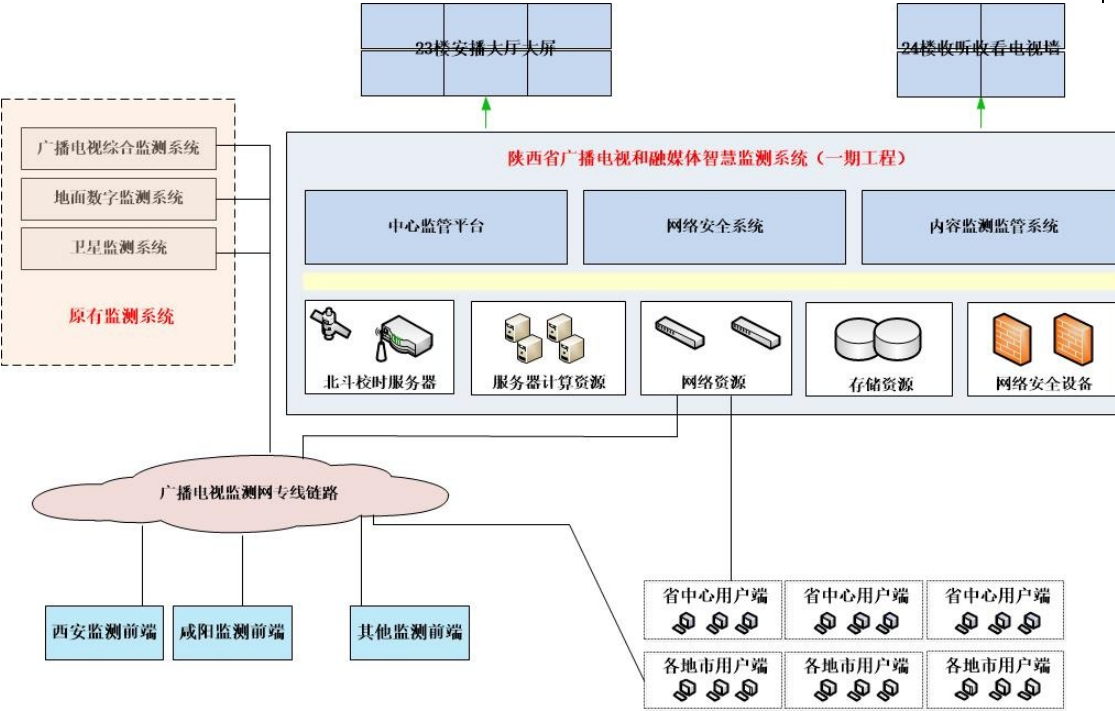 23楼安播大厅大屏
24楼收听收看电视墙
广播电视综合监测系统
地面数字监测系统
卫星监测系统
原有监测系统
陕西省广播电视和融媒体智慧监测系统（一期工程）
中心监管平台
网络安全系统
内容监测监管系统
北斗校时服务器
服务器计算资源
网络资源
存储资源
网络安全设备
广播电视监测网专线链路
西安监测前端
咸阳监测前端
其他监测前端
省中心用户端
省中心用户端
省中心用户端
各地市用户端
各地市用户端
各地市用户端